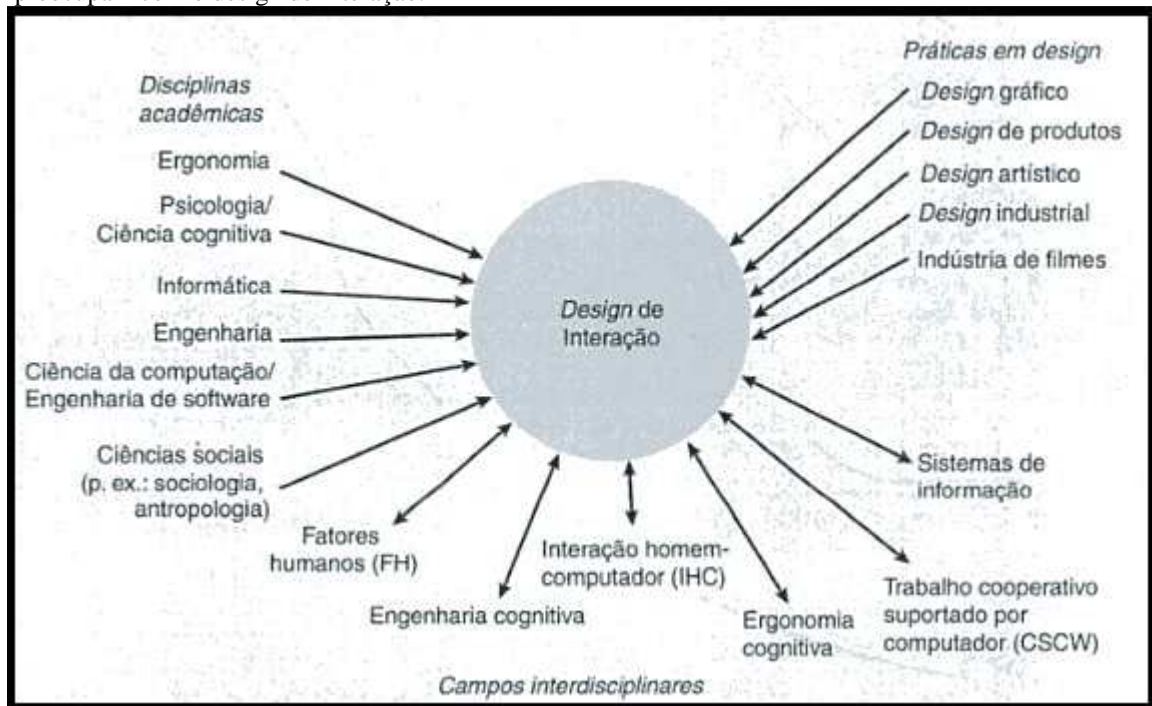 Disciplinas
acadêmicas
Ergonomia
Psicologia/
Ciência cognitiva
Informática
Engenharia
Ciência da computação/
Engenharia de software
Ciências sociais
(p. ex.: sociologia,
antropologia)
Práticas em design
Design gráfico
Design de produtos
Design artístico
Design industrial
Indústria de filmes
Design de
Interação
Fatores
humanos (FH)
Engenharia cognitiva
Interação homem-
computador (IHC)
Ergonomia
cognitiva
Trabalho cooperativo
suportado por
computador (CSCW)
Sistemas de
informação
Campos interdisciplinares